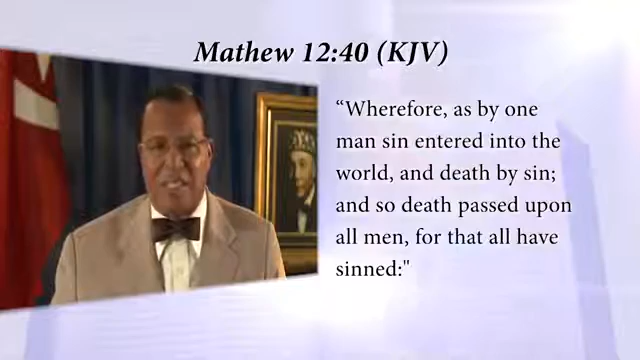 Mathew 12:40 (KJV)
“Wherefore, as by one
man sin entered into the
world, and death by sin;
and so death passed upon
all men, for that all have
sinned:"